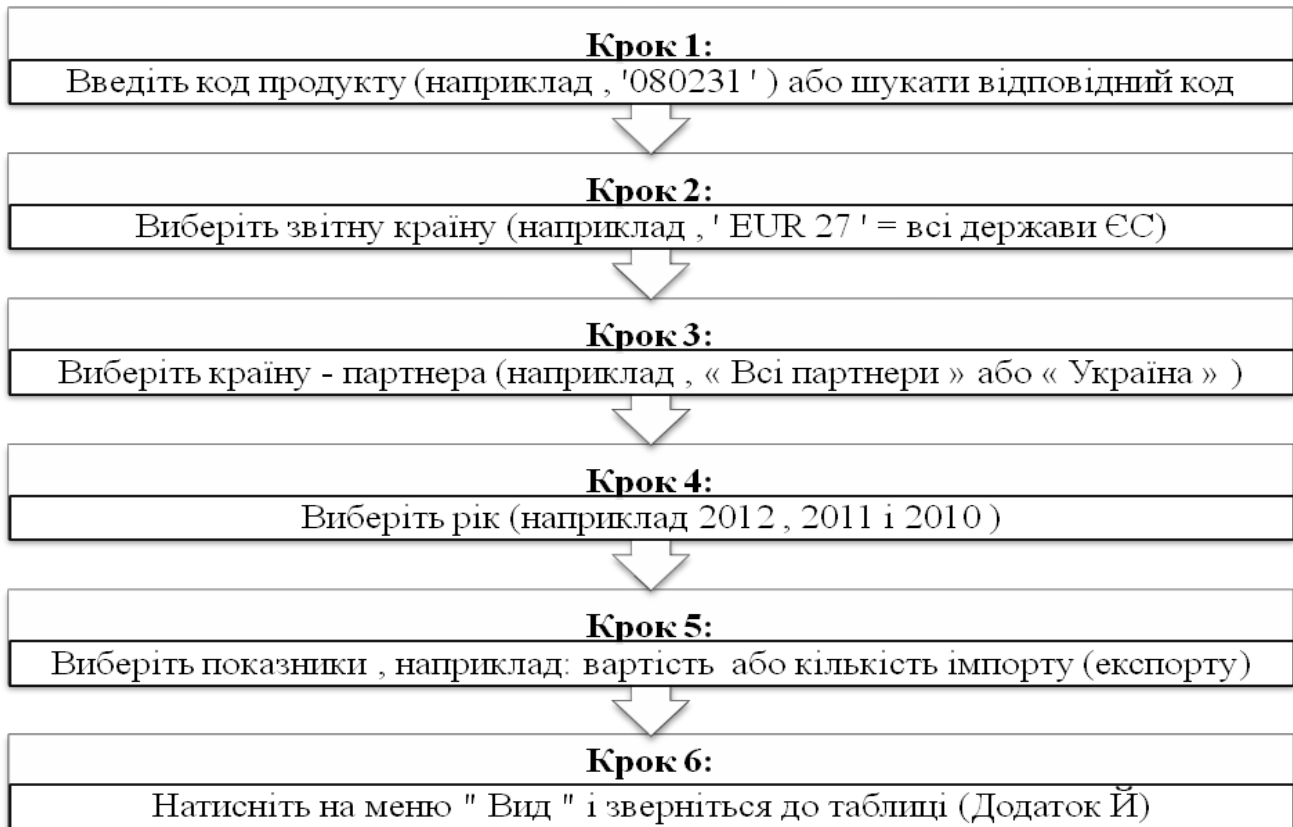 Крок 1:
Введіть код продукту (наприклад , '080231 ' ) або шукати відповідний код
Крок 2:
Виберіть звітну країну (наприклад , ' EUR 27 ' = всі держави ЄС)
Крок 3:
Виберіть країну - партнера (наприклад , « Всі партнери » або « Україна » )
Крок 4:
Виберіть рік (наприклад 2012 , 2011 і 2010 )
Крок 5:
Виберіть показники , наприклад: вартість або кількість імпорту (експорту)
Крок 6:
Натисніть на меню " Вид " і зверніться до таблиці (Додаток Й)